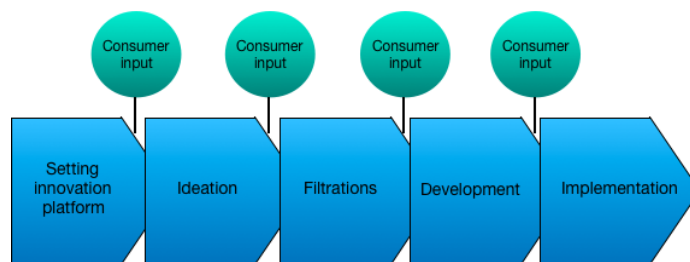 Consumer
input
Consumer
input
Consumer
input
Consumer
input
Setting
innovation
platform
Ideation
Filtrations
Development
Implementation